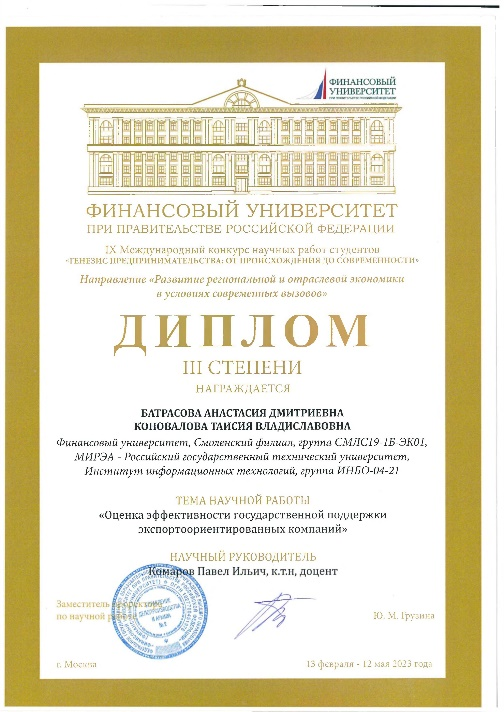 ФИНАНСОВЫЙ
УНИВЕРСИТЕТ
ФИНАНСОВЫЙ УНИВЕРСИТЕТ
ПРИ ПРАВИТЕЛЬСТВЕ РОССИЙСКОЙ ФЕДЕРАЦИИ
IX Международный конкурс научных работ студентов
«ГЕНЕЗИС ПРЕДПРИНИМАТЕЛЬСТВА: ОТ ПРОИСХОЖДЕНИЯ ДО СОВРЕМЕННОСТИ»
Направление «Развитие региональной и отраслевой экономики
в условиях современных вызовов»
ДИПЛОМ
III СТЕПЕНИ
НАГРАЖДАЕТСЯ
БАТРАСОВА АНАСТАСИЯ ДМИТРИЕВНА
КОНОВАЛОВА ТАИСИЯ ВЛАДИСЛАВОВНА
Финансовый университет, Смоленский филиал, группа СМЛС19-1Б-ЭК01,
МИРЭА - Российский государственный технический университет,
Институт информационных технологий, группа ИНБО-04-21
ТЕМА НАУЧНОЙ РАБОТЫ
«Оценка эффективности государственной поддержки
экспортоориентированных компаний»
НАУЧНЫЙ РУКОВОДИТЕЛЬ
Комаров Павел Ильич, к.т.н, доцент
Заместитель проректора
по научной работе
Ю. М. Грузина
г. Москва
13 февраля - 12 мая 2023 года